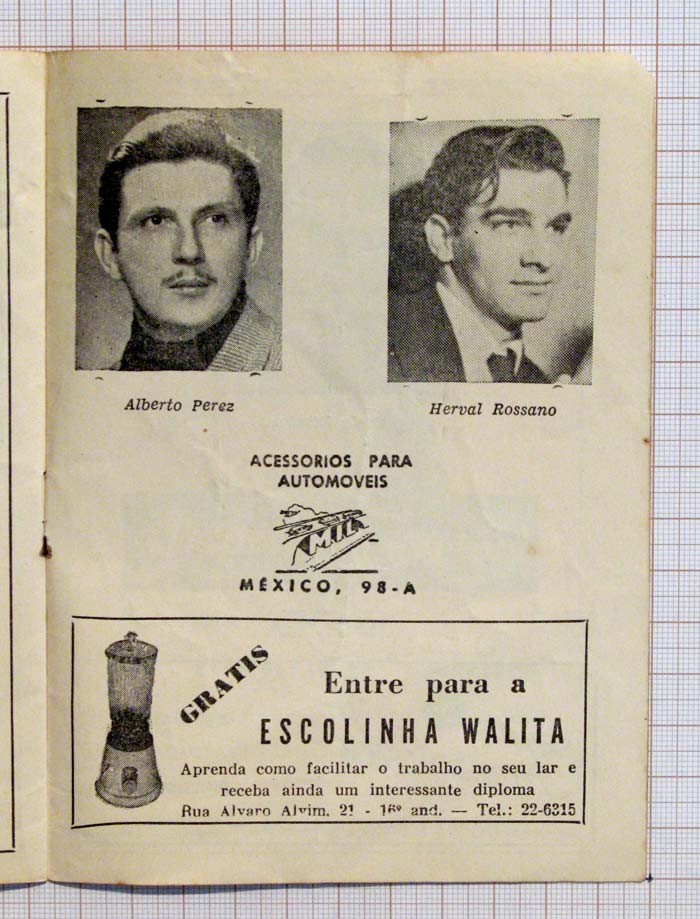 Alberto Perez
Herval Rossano
ACESSORIOS PARA
AUTOMOVEIS
MIL
MÉXICO, 98-A
GRATIS
Entre para a
ESCOLINHA WALITA
Aprenda como facilitar o trabalho no seu lar e
receba ainda um interessante diploma
Rua Alvaro Alvim, 21 - 16º and. — Tel.: 22-6315